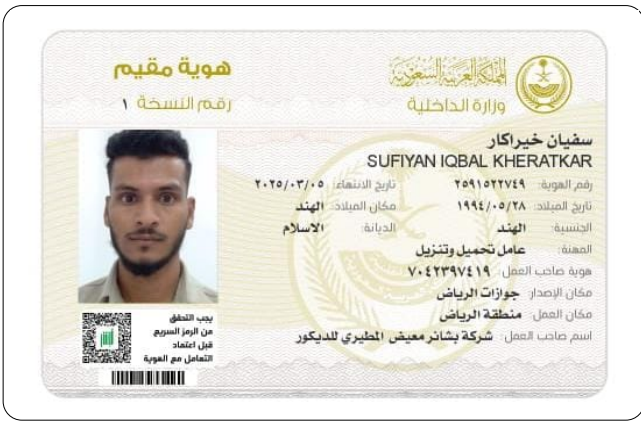 المملكة العربية السعودية
وزارة الداخلية
هوية مقيم
رقم النسخة ١
سفيان خيراكار
SUFIYAN IQBAL KHERATKAR
رقم الهوية: ٢٥٩١٥٢٢٧٤٩ تاريخ الانتهاء: ٢٠٢٥/٠٣/٠٥
تاريخ الميلاد: ١٩٩٤/٠٥/٢٨ مكان الميلاد: الهند
الجنسية: الهند الديانة: الاسلام
المهنة: عامل تحميل وتنزيل
هوية صاحب العمل: ٧٠٤٢٣٩٧٤١٩
مكان الإصدار: جوازات الرياض
مكان العمل: منطقة الرياض
اسم صاحب العمل: شركة بشائر معيض المطيري للديكور
يجب التحقق
من الرمز السريع
قبل اعتماد
التعامل مع الهوية